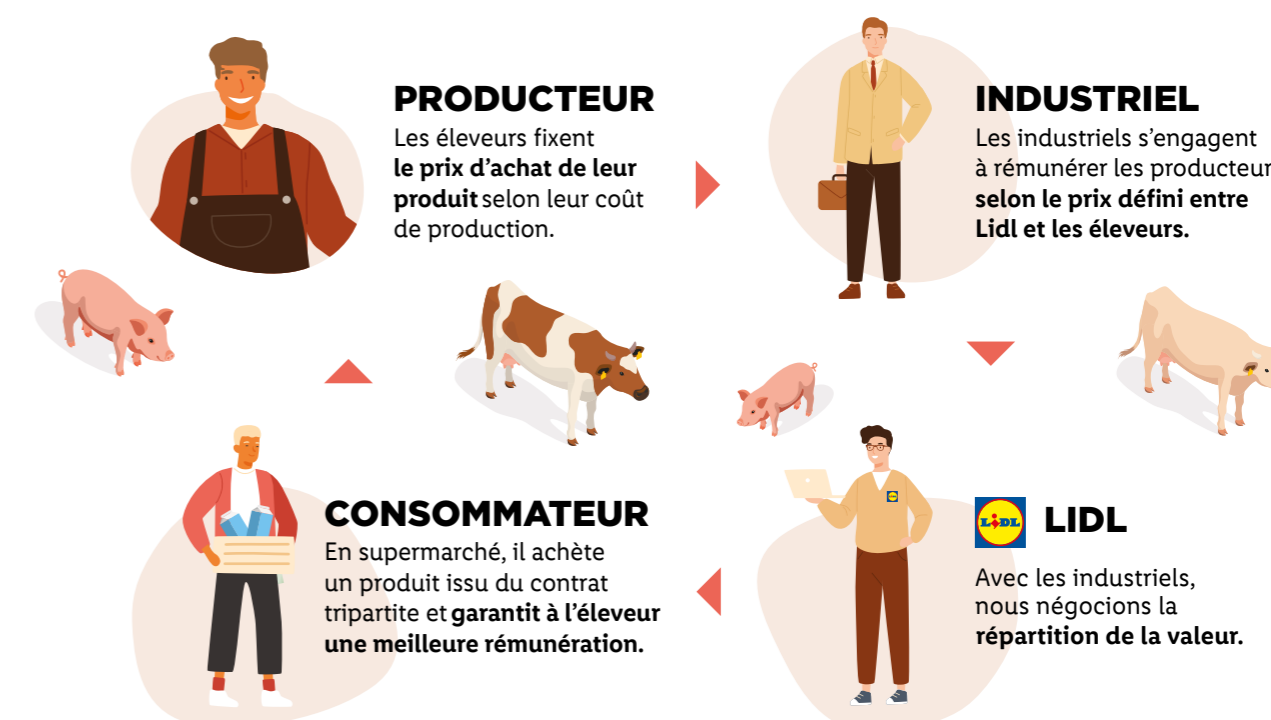 PRODUCTEUR
Les éleveurs fixent
le prix d’achat de leur
produit selon leur coût
de production.
INDUSTRIEL
Les industriels s’engagent
à rémunérer les producteur
selon le prix défini entre
Lidl et les éleveurs.
CONSOMMATEUR
En supermarché, il achète
un produit issu du contrat
tripartite et garantit à l’éleveur
une meilleure rémunération.
LIDL LIDL
Avec les industriels,
nous négocions la
répartition de la valeur.